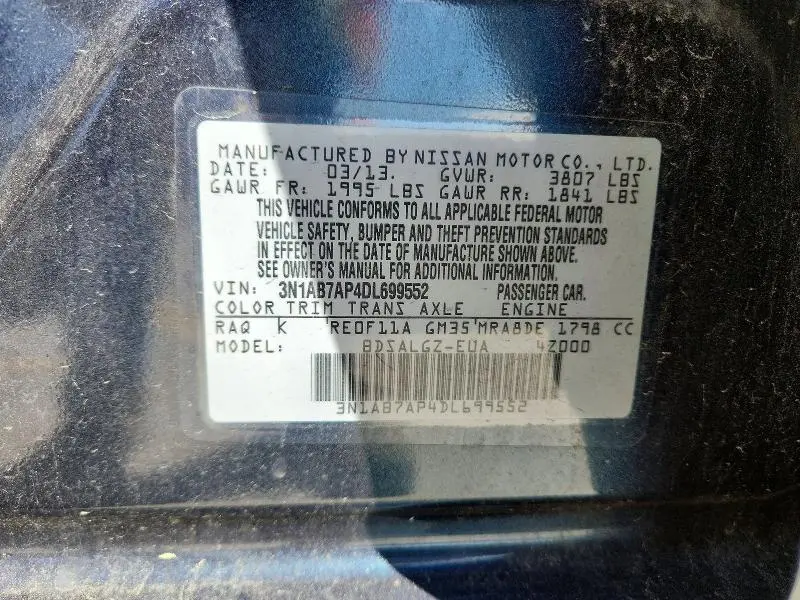 MANUFACTURED BY NISSAN MOTOR CO., LTD.
DATE: 03/13. GVWR: 3807 LBS
GAWR FR: 1995 LBS GAWR RR: 1841 LBS
THIS VEHICLE CONFORMS TO ALL APPLICABLE FEDERAL MOTOR
VEHICLE SAFETY, BUMPER AND THEFT PREVENTION STANDARDS
IN EFFECT ON THE DATE OF MANUFACTURE SHOWN ABOVE.
SEE OWNER'S MANUAL FOR ADDITIONAL INFORMATION.
VIN: 3N1AB7AP4DL699552 PASSENGER CAR.
COLOR TRIM TRANS AXLE ENGINE
RAQ K RE0F11A GM35 MRA8DE 1798 CC
MODEL: BDSALGZ-EUA 4Z000
3N1AB7AP4DL699552